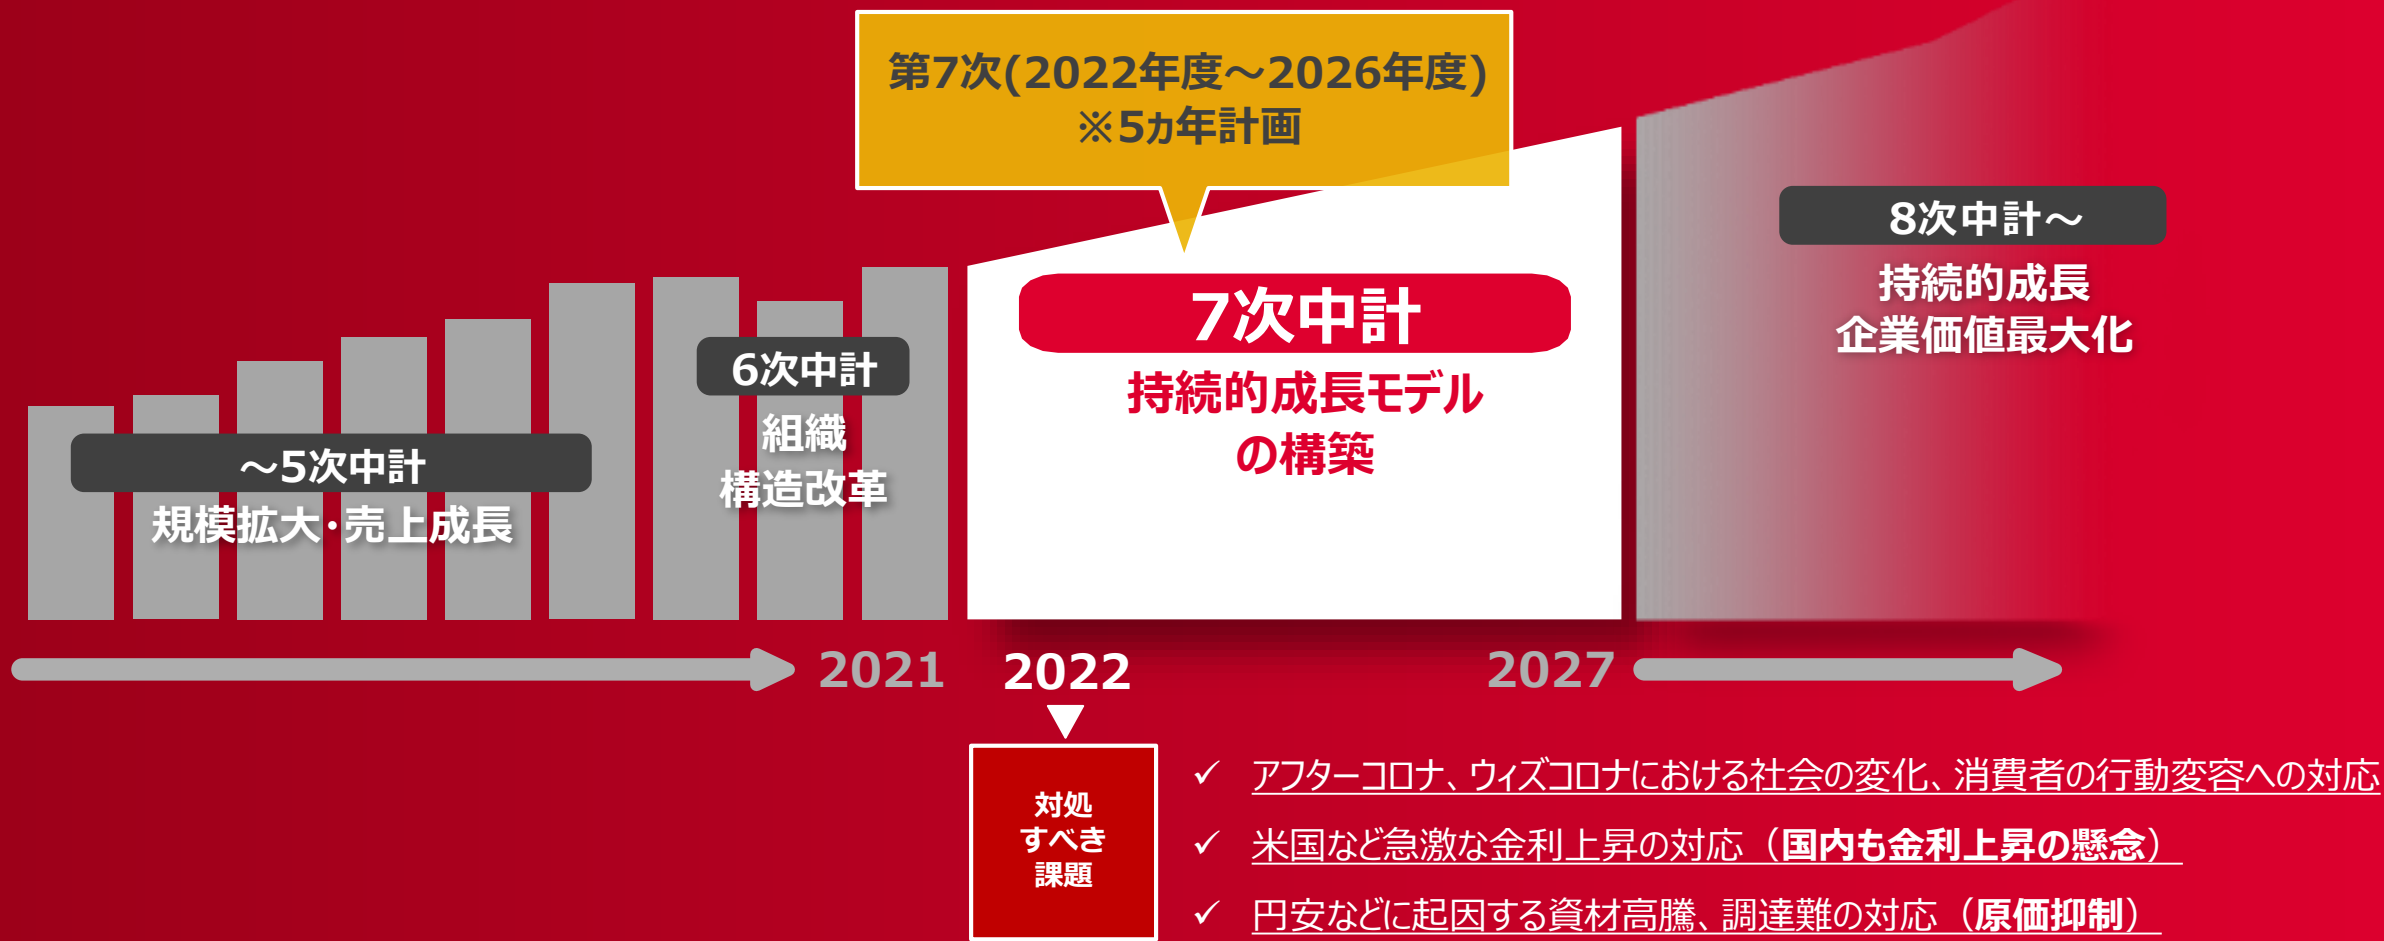 第7次(2022年度～2026年度)
※5ヵ年計画
～5次中計
規模拡大・売上成長
6次中計
組織
構造改革
7次中計
持続的成長モデル
の構築
8次中計～
持続的成長
企業価値最大化
2021
2022
2027
対処
すべき
課題
✓ アフターコロナ、ウィズコロナにおける社会の変化、消費者の行動変容への対応
✓ 米国など急激な金利上昇の対応（国内も金利上昇の懸念）
✓ 円安などに起因する資材高騰、調達難の対応（原価抑制）